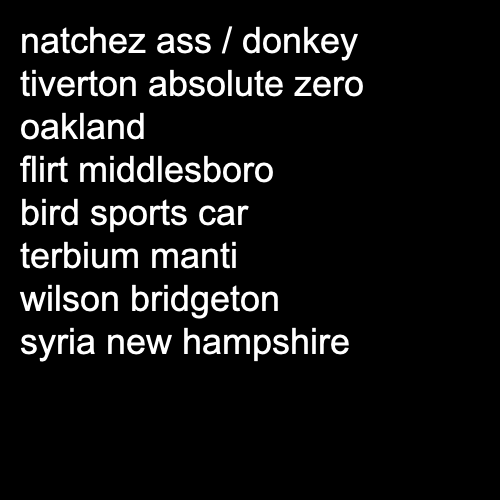 natchez ass / donkey
tiverton absolute zero
oakland
flirt middlesboro
bird sports car
terbium manti
wilson bridgeton
syria new hampshire